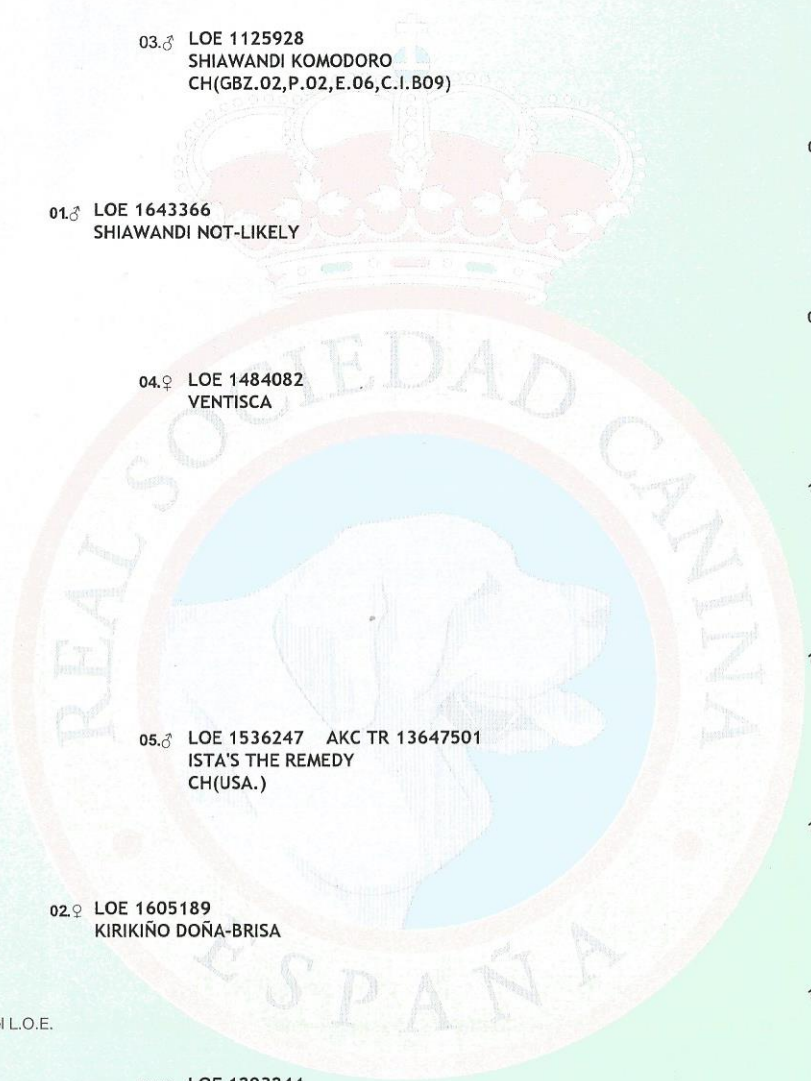 03.♂ LOE 1125928
SHIAWANDI KOMODORO
CH(GBZ.02,P.02,E.06,C.I.B09)
01.♂ LOE 1643366
SHIAWANDI NOT-LIKELY
04.♀ LOE 1484082
VENTISCA
REAL SOCIEDAD CANINA
05.♂ LOE 1536247 AKC TR 13647501
ISTA'S THE REMEDY
CH(USA.)
02.♀ LOE 1605189
KIRIKIÑO DOÑA-BRISA
ESPAÑA
L.O.E.